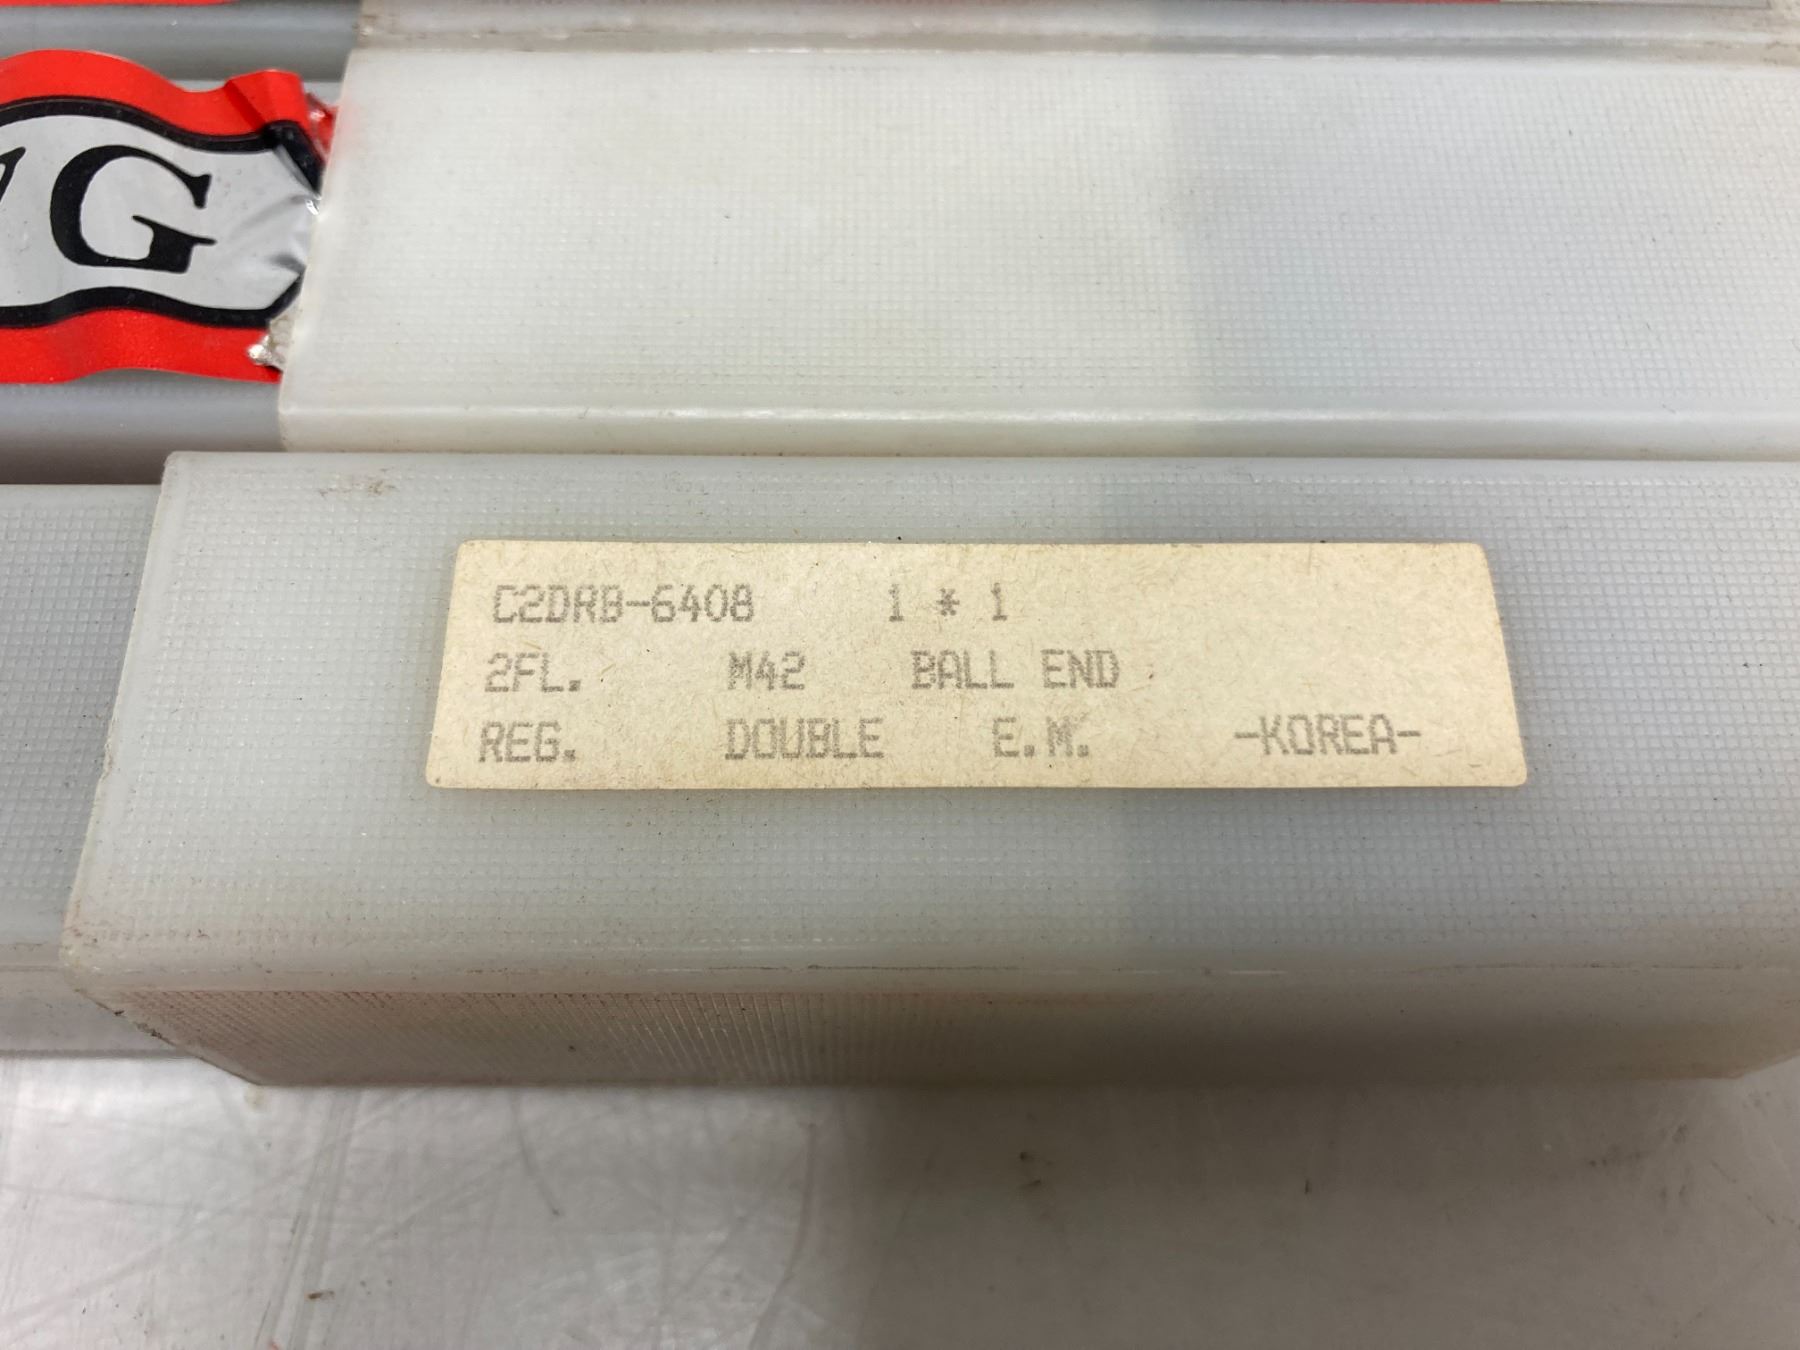 G
C2DRB-6408 1 * 1
2FL. M42 BALL END
REG. DOUBLE E.M. -KOREA-